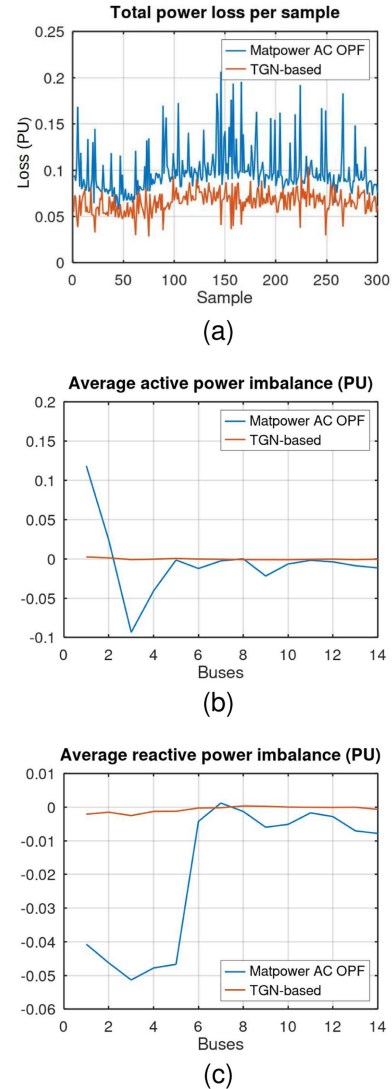 Total power loss per sample
0.25
0.2
0.15
0.1
0.05
0
Loss (PU)
Matpower AC OPF
TGN-based
0 50 100 150 200 250 300
Sample
(a)
Average active power imbalance (PU)
0.2
0.15
0.1
0.05
0
-0.05
-0.1
Matpower AC OPF
TGN-based
0 2 4 6 8 10 12 14
Buses
(b)
Average reactive power imbalance (PU)
0.01
0
-0.01
-0.02
-0.03
-0.04
-0.05
-0.06
Matpower AC OPF
TGN-based
0 2 4 6 8 10 12 14
Buses
(c)